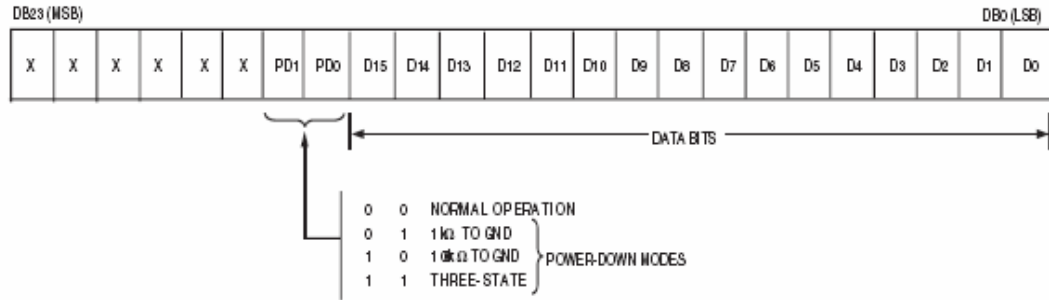 DB23 (MSB) DB0 (LSB)
X X X X X X PD1 PD0 D15 D14 D13 D12 D11 D10 D9 D8 D7 D6 D5 D4 D3 D2 D1 D0
DATA BITS
0 0 NORMAL OPERATION
0 1 1kΩ TO GND
1 0 100kΩ TO GND
1 1 THREE-STATE
POWER-DOWN MODES